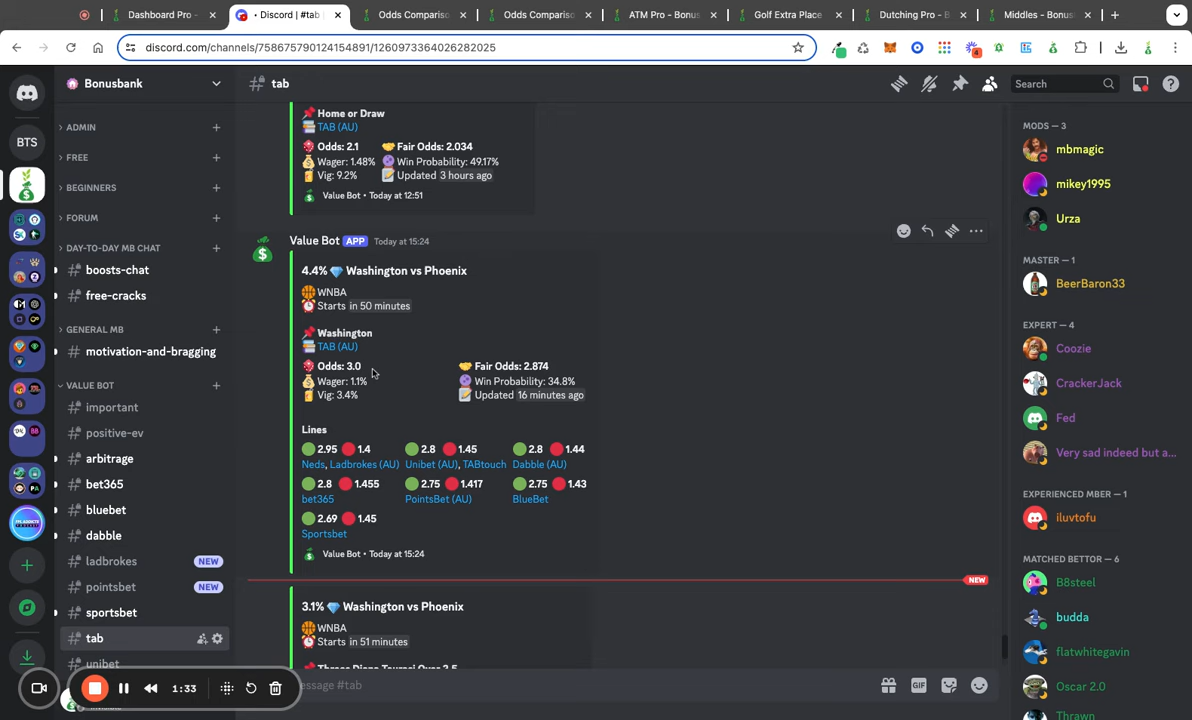 Dashboard Pro -
• Discord | #tab |
Odds Compariso
Odds Compariso
ATM Pro - Bonus
Golf Extra Place
Dutching Pro - B
Middles - Bonus
discord.com/channels/758675790124154891/1260973364026282025
Bonusbank
tab
Search
BTS
ADMIN
FREE
BEGINNERS
FORUM
DAY-TO-DAY MB CHAT
boosts-chat
free-cracks
GENERAL MB
motivation-and-bragging
VALUE BOT
important
positive-ev
arbitrage
bet365
bluebet
dabble
ladbrokes NEW
pointsbet NEW
sportsbet
tab
unibet
1:33
Home or Draw
TAB (AU)
Odds: 2.1 Fair Odds: 2.034
Wager: 1.48% Win Probability: 49.17%
Vig: 9.2% Updated 3 hours ago
Value Bot • Today at 12:51
Value Bot APP Today at 15:24
4.4% Washington vs Phoenix
WNBA
Starts in 50 minutes
Washington
TAB (AU)
Odds: 3.0 Fair Odds: 2.874
Wager: 1.1% Win Probability: 34.8%
Vig: 3.4% Updated 16 minutes ago
Lines
2.95 1.4 2.8 1.45 2.8 1.44
Neds, Ladbrokes (AU) Unibet (AU), TABtouch Dabble (AU)
2.8 1.455 2.75 1.417 2.75 1.43
bet365 PointsBet (AU) BlueBet
2.69 1.45
Sportsbet
Value Bot • Today at 15:24
NEW
3.1% Washington vs Phoenix
WNBA
Starts in 51 minutes
essage #tab
GIF
MODS — 3
mbmagic
mikey1995
Urza
MASTER — 1
BeerBaron33
EXPERT — 4
Coozie
CrackerJack
Fed
Very sad indeed but a...
EXPERIENCED MBER — 1
iluvtofu
MATCHED BETTOR — 6
B8steel
budda
flatwhitegavin
Oscar 2.0
Thrawn